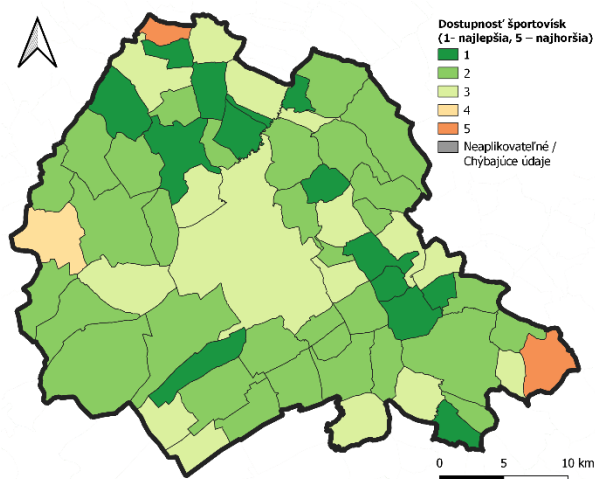 Dostupnosť športovísk
(1- najlepšia, 5 – najhoršia)
1
2
3
4
5
Neaplikovateľné /
Chýbajúce údaje
0 5 10 km